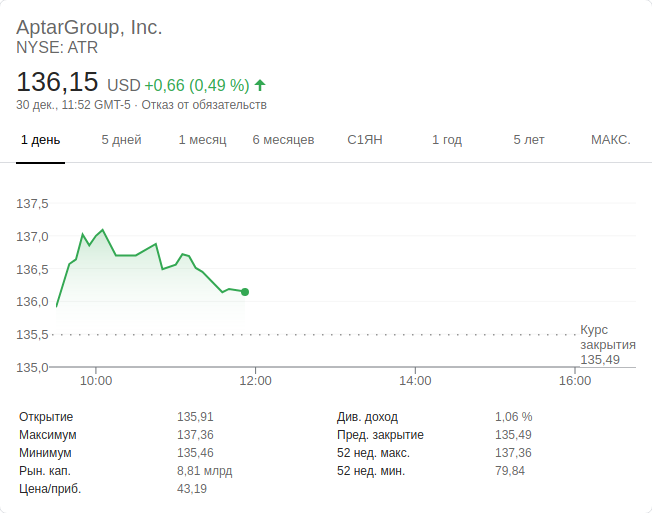 AptarGroup, Inc.
NYSE: ATR
136,15 USD +0,66 (0,49 %)
30 дек., 11:52 GMT-5 · Отказ от обязательств
1 день 5 дней 1 месяц 6 месяцев С1ЯН 1 год 5 лет МАКС.
137,5
137,0
136,5
136,0
135,5
135,0
Курс
закрытия
135,49
10:00 12:00 14:00 16:00
Открытие 135,91
Максимум 137,36
Минимум 135,46
Рын. кап. 8,81 млрд
Цена/приб. 43,19
Див. доход 1,06 %
Пред. закрытие 135,49
52 нед. макс. 137,36
52 нед. мин. 79,84